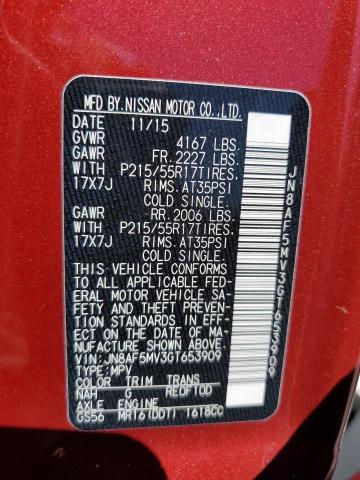 MFD BY NISSAN MOTOR CO., LTD.
DATE 11/15
GVWR 4167 LBS.
GAWR FR. 2227 LBS.
WITH P215/55R17TIRES.
17X7J RIMS. AT35PSI
COLD SINGLE.
GAWR RR. 2006 LBS.
WITH P215/55R17TIRES.
17X7J RIMS. AT35PSI
COLD SINGLE.
THIS VEHICLE CONFORMS
TO ALL APPLICABLE FED-
ERAL MOTOR VEHICLE SA-
FETY AND THEFT PREVEN-
TION STANDARDS IN EFF-
ECT ON THE DATE OF MA-
NUFACTURE SHOWN ABOVE.
VIN: JN8AF5MV3GT653909
TYPE: MPV
COLOR TRIM TRANS
NAH G RE0F10D
AXLE ENGINE
GS56 MR16(DDT) 1618CC
JN8AF5MV3GT653909